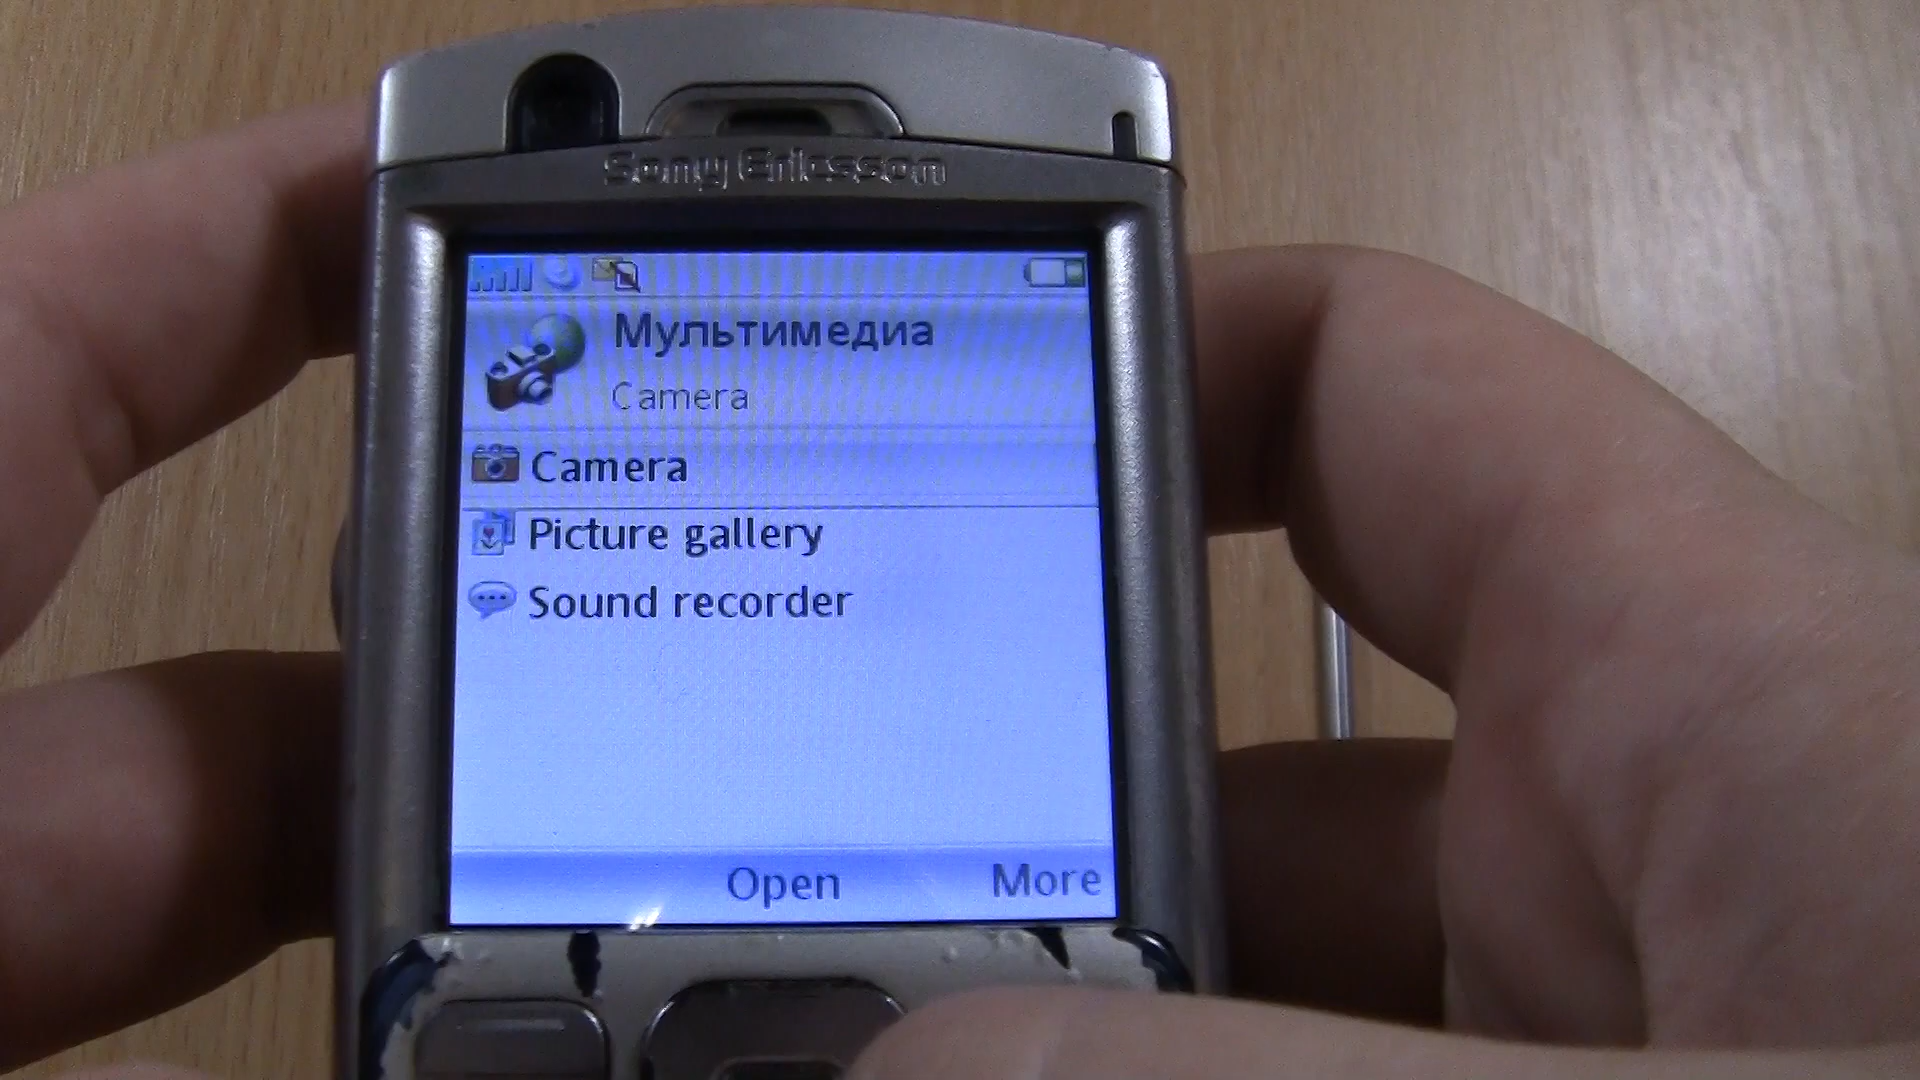 Sony Ericsson
Мультимедиа
Camera
Camera
Picture gallery
Sound recorder
Open
More